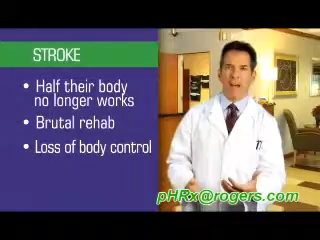 STROKE
• Half their body
no longer works
• Brutal rehab
• Loss of body control
pHRx@rogers.com